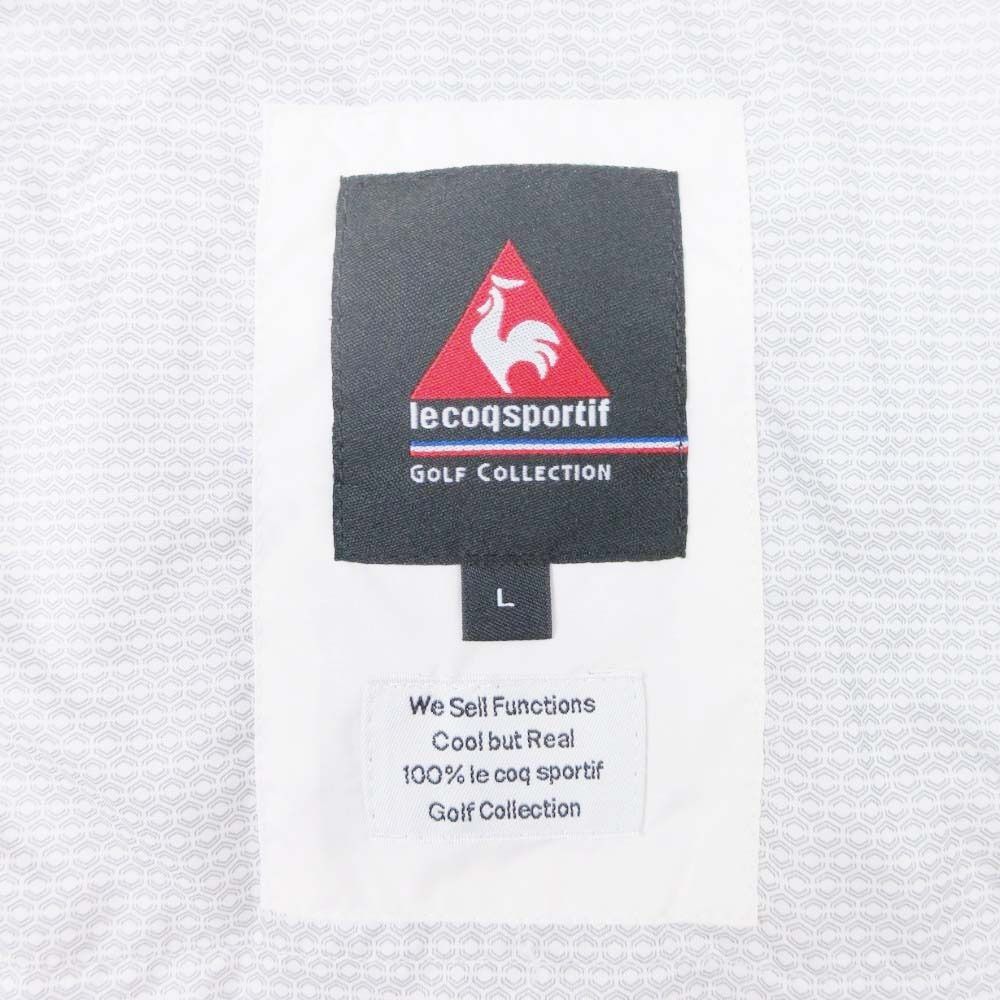 lecoqsportif
GOLF COLLECTION
L
We Sell Functions
Cool but Real
100% le coq sportif
Golf Collection